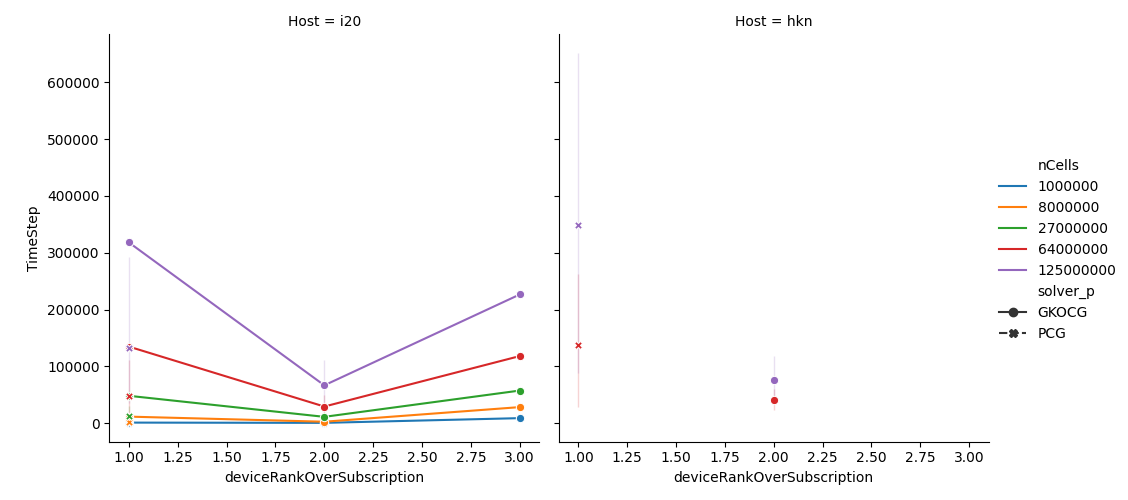 Host = i20
Host = hkn
TimeStep
600000
500000
400000
300000
200000
100000
0
1.00 1.25 1.50 1.75 2.00 2.25 2.50 2.75 3.00
1.00 1.25 1.50 1.75 2.00 2.25 2.50 2.75 3.00
deviceRankOverSubscription
deviceRankOverSubscription
nCells
1000000
8000000
27000000
64000000
125000000
solver_p
GKOCG
PCG